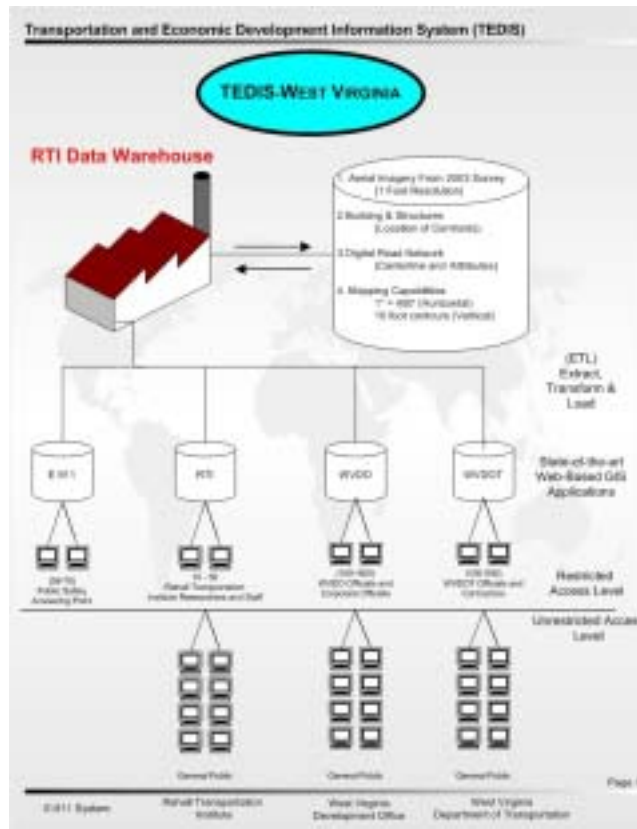 Transportation and Economic Development Information System (TEDIS)
TEDIS-WEST VIRGINIA
RTI Data Warehouse
1. Aerial Imagery From 2003 Survey
(1 Foot Resolution)
2. Building & Structures
(Location of
3. Digital Road Network
(Centerline and Attributes)
4. Mapping Capabilities
(Horizontal)
10 foot contours (Vertical)
(ETL)
Extract,
Transform &
Load
E-911
RTI
WVDO
WVDOT
State-of-the-art
Web-Based GIS
Applications
Public Safety
Answering Point
Rahall Transportation
Institute Researchers and Staff
WVDO Officials and
Corporate Officials
WVDOT Officials and
Contractors
Restricted
Access Level
Unrestricted Acces
Level
General Public
General Public
General Public
Page
E-911 System
Rahall Transportation
Institute
West Virginia
Development Office
West Virginia
Department of Transportation